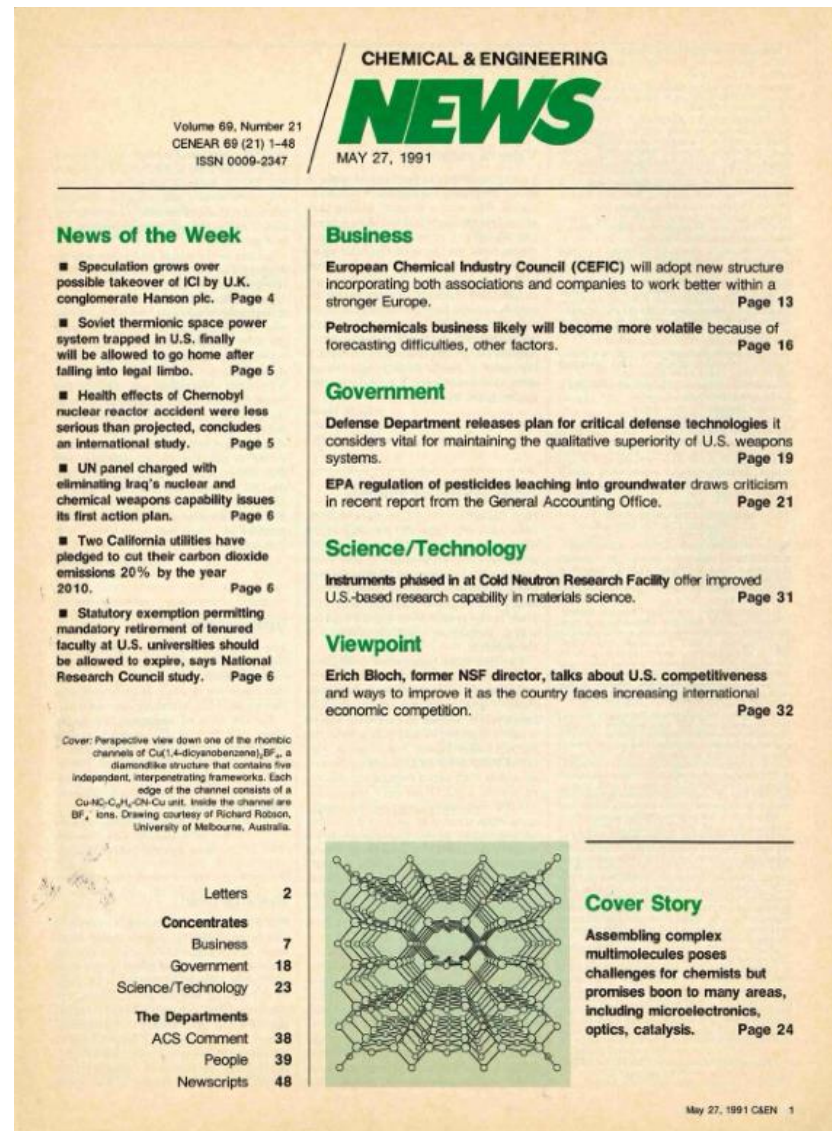 CHEMICAL & ENGINEERING
NEWS
Volume 69, Number 21
CENEAR 69 (21) 1–48
ISSN 0009-2347
MAY 27, 1991
News of the Week
■ Speculation grows over
possible takeover of ICI by U.K.
conglomerate Hanson plc. Page 4
■ Soviet thermionic space power
system trapped in U.S. finally
will be allowed to go home after
falling into legal limbo. Page 5
■ Health effects of Chernobyl
nuclear reactor accident were less
serious than projected, concludes
an international study. Page 5
■ UN panel charged with
eliminating Iraq's nuclear and
chemical weapons capability issues
its first action plan. Page 6
■ Two California utilities have
pledged to cut their carbon dioxide
emissions 20% by the year
2010. Page 6
■ Statutory exemption permitting
mandatory retirement of tenured
faculty at U.S. universities should
be allowed to expire, says National
Research Council study. Page 6
Cover: Perspective view down one of the rhombic
channels of Cu(1,4-dicyanobenzene)₂BF₄, a
diamondlike structure that contains five
independent, interpenetrating frameworks. Each
edge of the channel consists of a
Cu-NC-C₆H₄-CN-Cu unit. Inside the channel are
BF₄⁻ ions. Drawing courtesy of Richard Robson,
University of Melbourne, Australia.
Letters 2
Concentrates
Business 7
Government 18
Science/Technology 23
The Departments
ACS Comment 38
People 39
Newscripts 48
Business
European Chemical Industry Council (CEFIC) will adopt new structure
incorporating both associations and companies to work better within a
stronger Europe. Page 13
Petrochemicals business likely will become more volatile because of
forecasting difficulties, other factors. Page 16
Government
Defense Department releases plan for critical defense technologies it
considers vital for maintaining the qualitative superiority of U.S. weapons
systems. Page 19
EPA regulation of pesticides leaching into groundwater draws criticism
in recent report from the General Accounting Office. Page 21
Science/Technology
Instruments phased in at Cold Neutron Research Facility offer improved
U.S.-based research capability in materials science. Page 31
Viewpoint
Erich Bloch, former NSF director, talks about U.S. competitiveness
and ways to improve it as the country faces increasing international
economic competition. Page 32
Cover Story
Assembling complex
multimolecules poses
challenges for chemists but
promises boon to many areas,
including microelectronics,
optics, catalysis. Page 24
May 27, 1991 C&EN 1